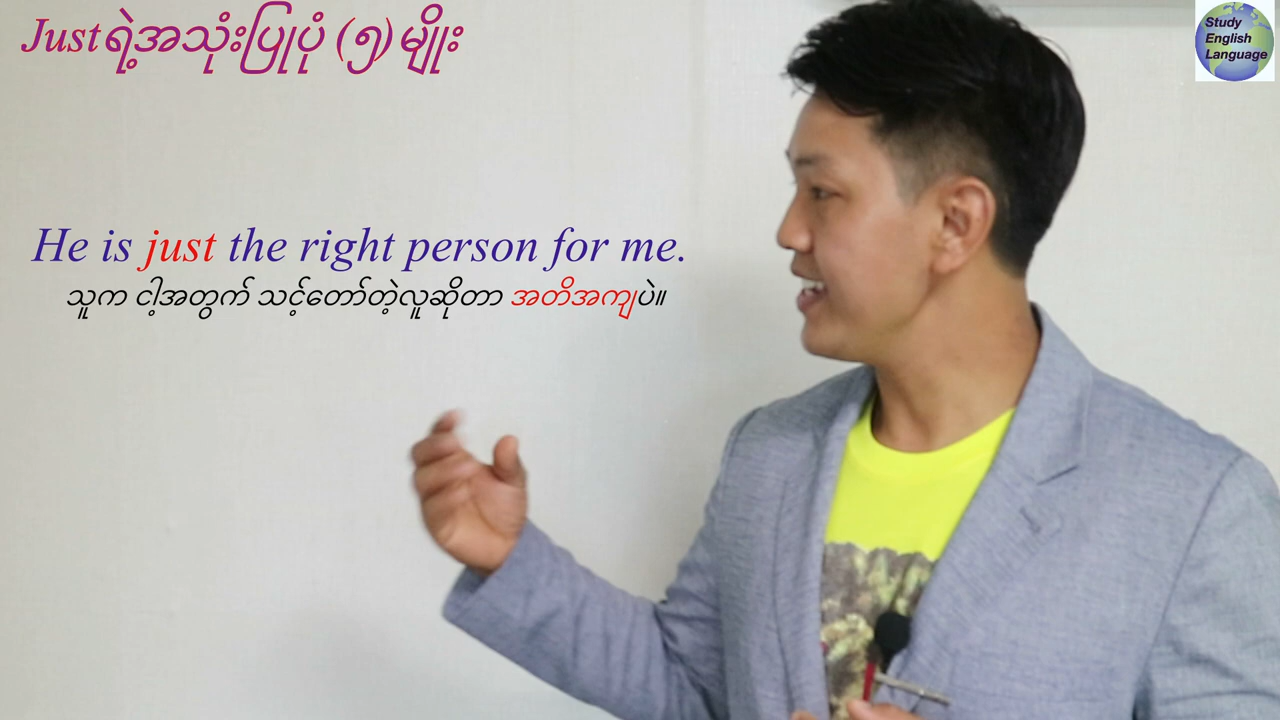 Justရဲ့အသုံးပြုပုံ (၅) မျိုး
Study
English
Language
He is just the right person for me.
သူက ငါ့အတွက် သင့်တော်တဲ့လူဆိုတာ အတိအကျပဲ။